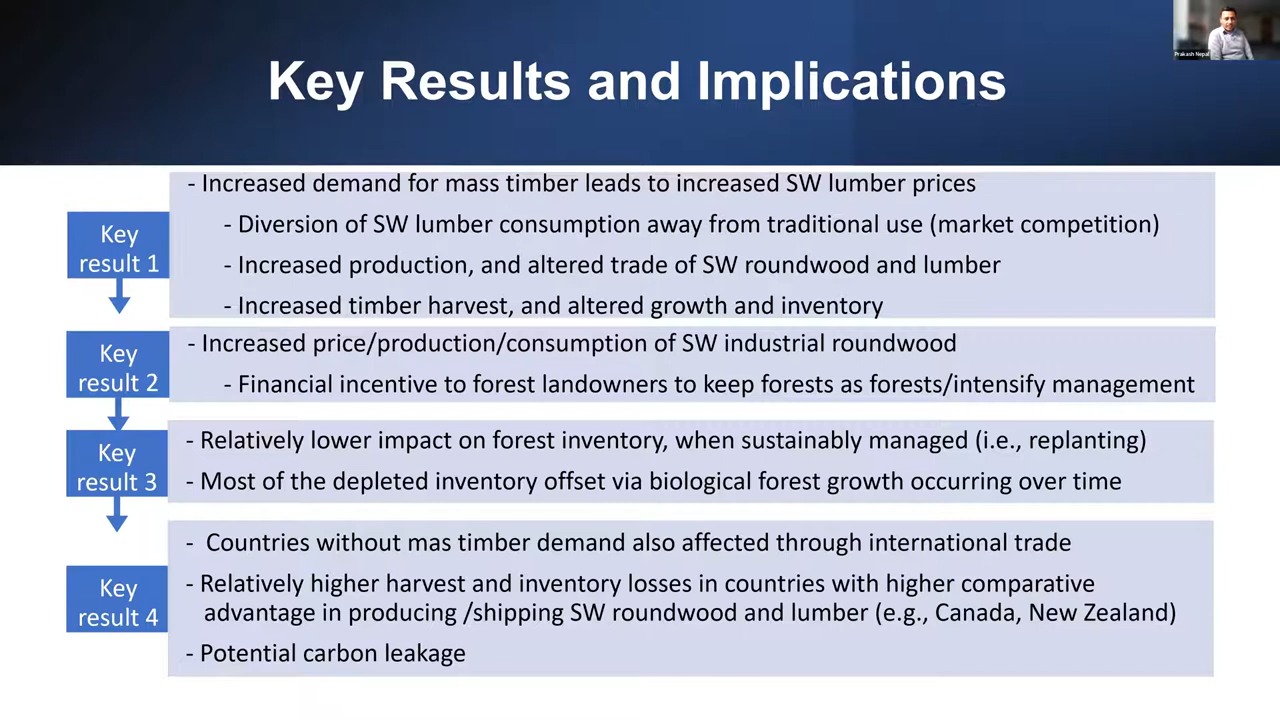 Prakash Nepal
Key Results and Implications
Key
result 1
- Increased demand for mass timber leads to increased SW lumber prices
- Diversion of SW lumber consumption away from traditional use (market competition)
- Increased production, and altered trade of SW roundwood and lumber
- Increased timber harvest, and altered growth and inventory
Key
result 2
- Increased price/production/consumption of SW industrial roundwood
- Financial incentive to forest landowners to keep forests as forests/intensify management
Key
result 3
- Relatively lower impact on forest inventory, when sustainably managed (i.e., replanting)
- Most of the depleted inventory offset via biological forest growth occurring over time
Key
result 4
- Countries without mas timber demand also affected through international trade
- Relatively higher harvest and inventory losses in countries with higher comparative
advantage in producing /shipping SW roundwood and lumber (e.g., Canada, New Zealand)
- Potential carbon leakage